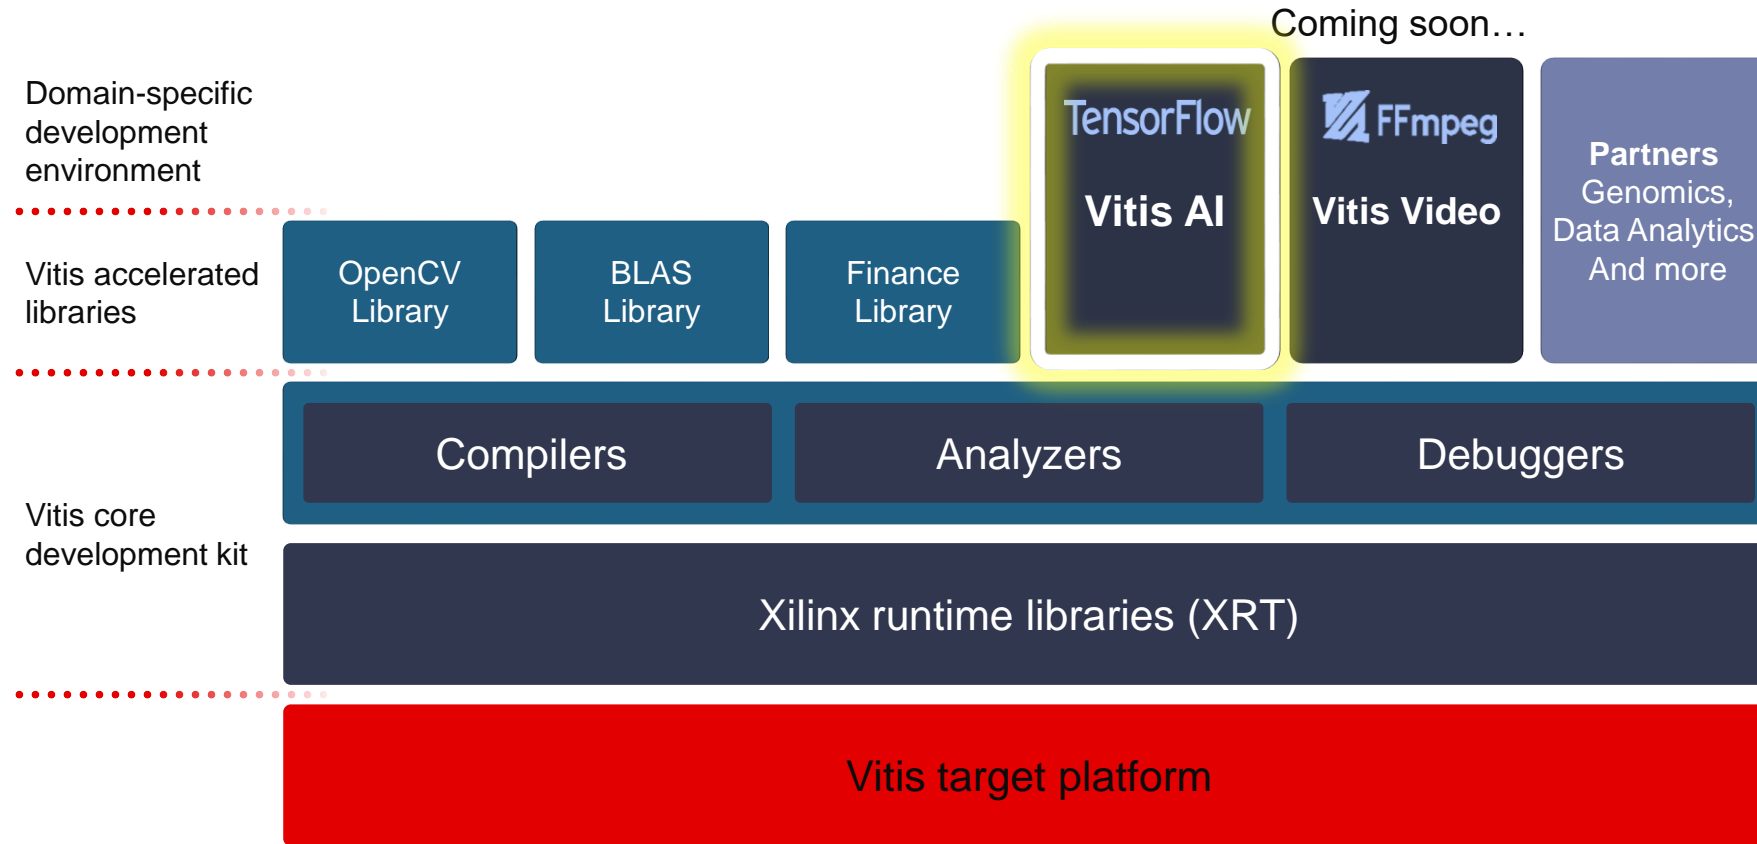 Coming soon…
Domain-specific
development
environment
TensorFlow
Vitis AI
FFmpeg
Vitis Video
Partners
Genomics,
Data Analytics
And more
Vitis accelerated
libraries
OpenCV
Library
BLAS
Library
Finance
Library
Vitis core
development kit
Compilers
Analyzers
Debuggers
Xilinx runtime libraries (XRT)
Vitis target platform